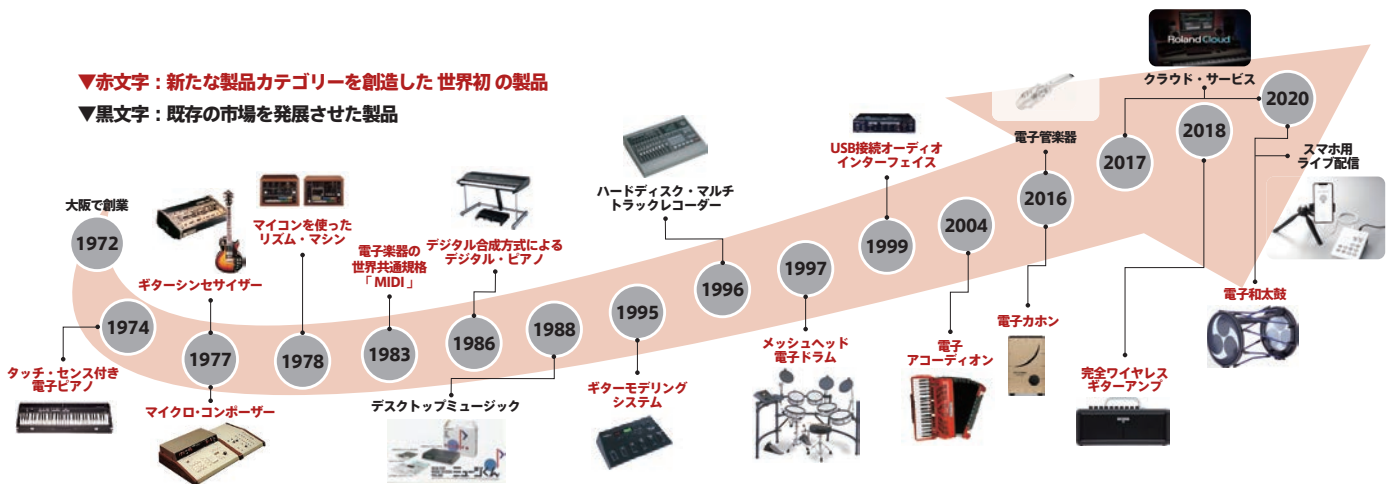 ▼赤文字：新たな製品カテゴリーを創造した 世界初 の製品
▼黒文字：既存の市場を発展させた製品
大阪で創業
1972
1974
タッチ・センス付き
電子ピアノ
ギターシンセサイザー
1977
マイクロ・コンポーザー
マイコンを使った
リズム・マシン
1978
電子楽器の
世界共通規格
「MIDI」
1983
デジタル合成方式による
デジタル・ピアノ
1986
1988
デスクトップミュージック
1995
ギターモデリング
システム
ハードディスク・マルチ
トラックレコーダー
1996
1997
メッシュヘッド
電子ドラム
USB接続オーディオ
インターフェイス
1999
2004
電子
アコーディオン
電子管楽器
2016
電子カホン
Roland Cloud
クラウド・サービス
2017
2018
完全ワイヤレス
ギターアンプ
2020
スマホ用
ライブ配信
電子和太鼓